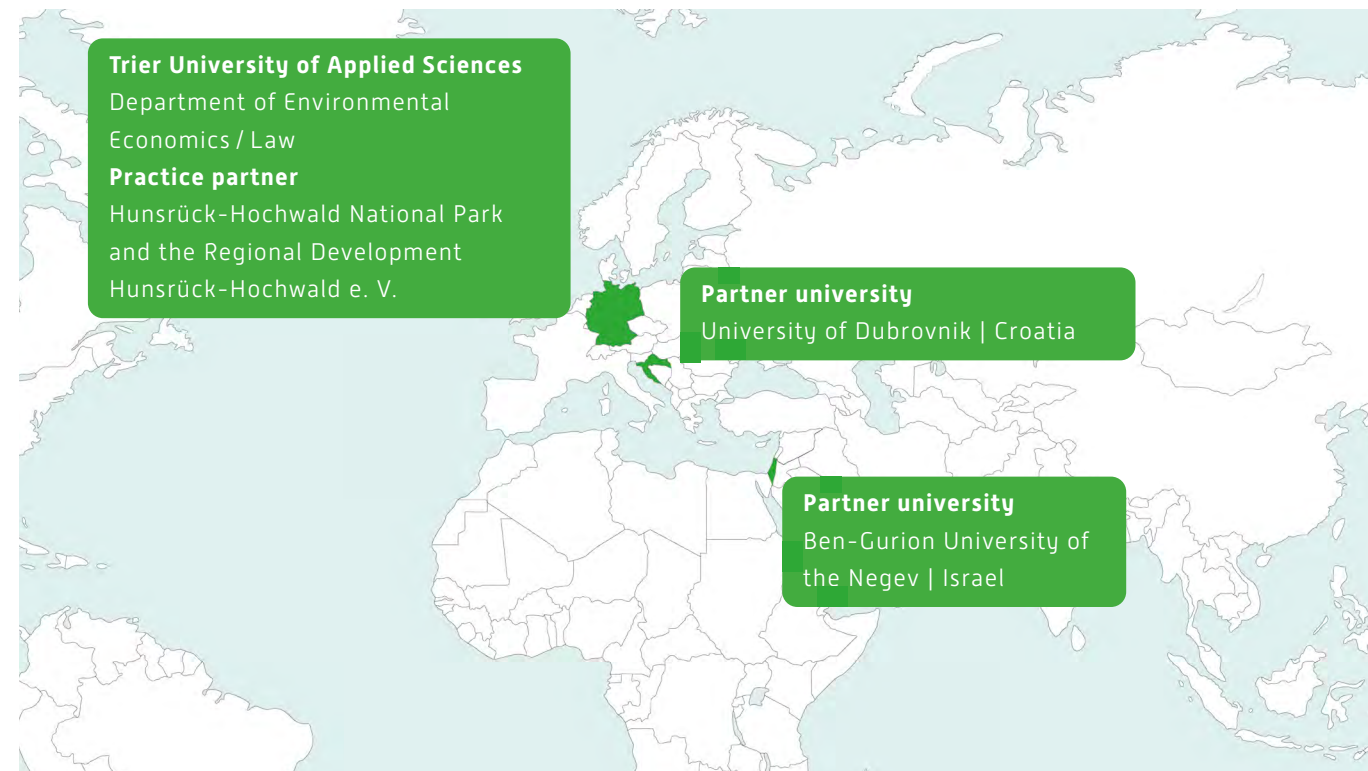 Trier University of Applied Sciences
Department of Environmental
Economics / Law
Practice partner
Hunsrück-Hochwald National Park
and the Regional Development
Hunsrück-Hochwald e. V.
Partner university
University of Dubrovnik | Croatia
Partner university
Ben-Gurion University of
the Negev | Israel